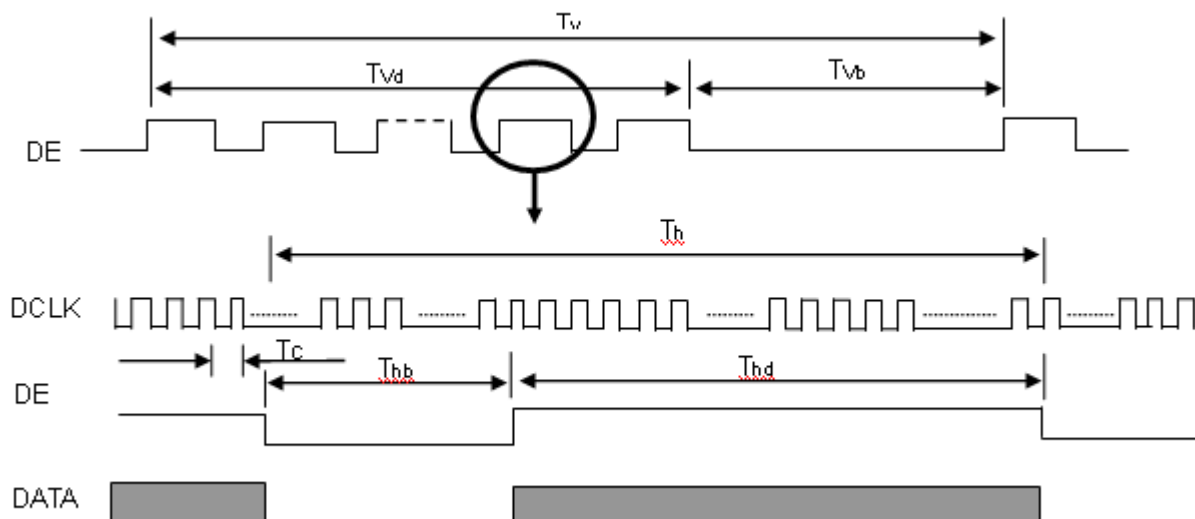 Tv
Tvd
Tvb
DE
Th
DCLK
Tc
Thb
Thd
DE
DATA